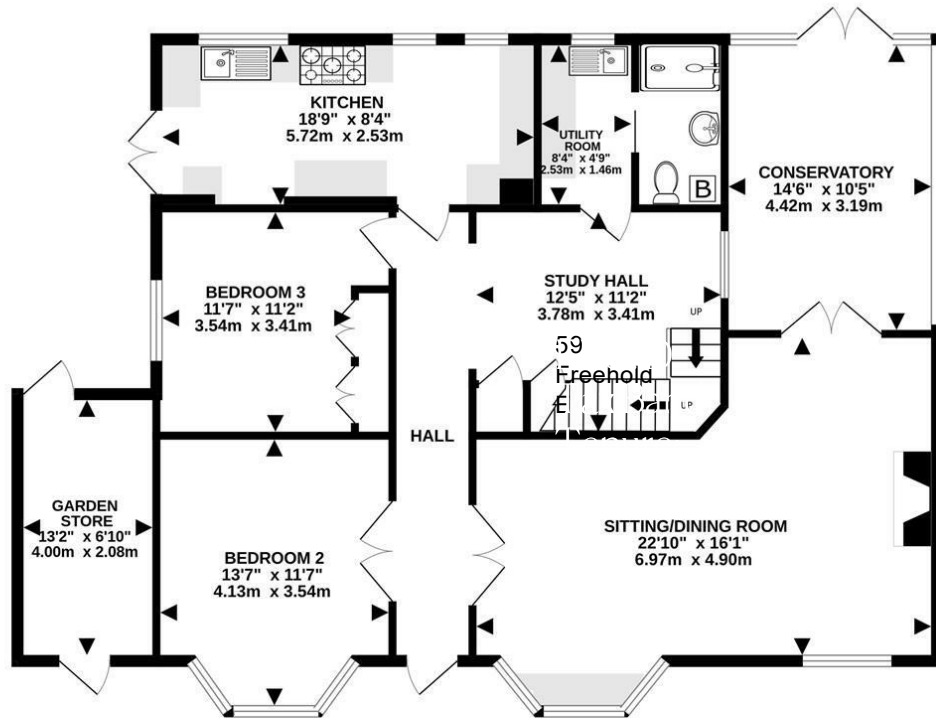 KITCHEN
18'9" x 8'4"
5.72m x 2.53m
UTILITY
ROOM
8'4" x 4'9"
2.53m x 1.46m
B
CONSERVATORY
14'6" x 10'5"
4.42m x 3.19m
BEDROOM 3
11'7" x 11'2"
3.54m x 3.41m
STUDY HALL
12'5" x 11'2"
3.78m x 3.41m
UP
59
Freehold
E
UP
Tenure
HALL
GARDEN
STORE
13'2" x 6'10"
4.00m x 2.08m
BEDROOM 2
13'7" x 11'7"
4.13m x 3.54m
SITTING/DINING ROOM
22'10" x 16'1"
6.97m x 4.90m